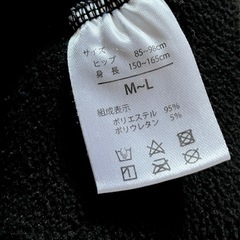 サイズ
ヒップ 85~98cm
身長 150~165cm
M~L
組成表示
ポリエステル 95%
ポリウレタン 5%